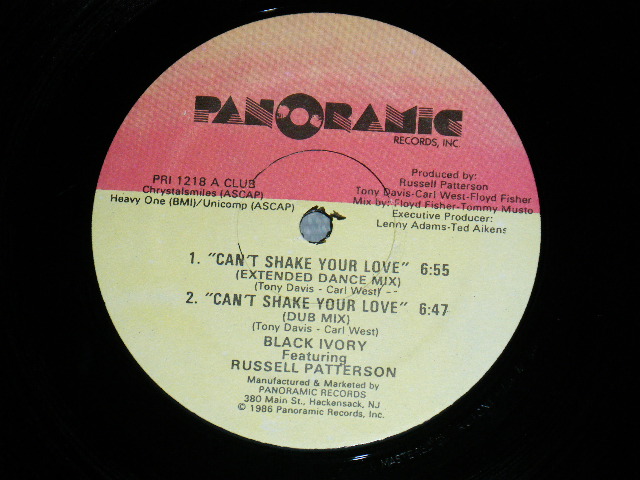 PANORAMIC
RECORDS, INC.
PRI 1218 A CLUB
Chrystalsmiles (ASCAP)
Heavy One (BMI)/Unicomp (ASCAP)
Produced by:
Russell Patterson
Tony Davis-Carl West-Floyd Fisher
Mix by: Floyd Fisher-Tommy Musto
Executive Producer:
Lenny Adams-Ted Aikens
1. "CAN'T SHAKE YOUR LOVE" 6:55
(EXTENDED DANCE MIX)
(Tony Davis - Carl West)
2. "CAN'T SHAKE YOUR LOVE" 6:47
(DUB MIX)
(Tony Davis - Carl West)
BLACK IVORY
Featuring
RUSSELL PATTERSON
Manufactured & Marketed by
PANORAMIC RECORDS
380 Main St., Hackensack, NJ
© 1986 Panoramic Records, Inc.